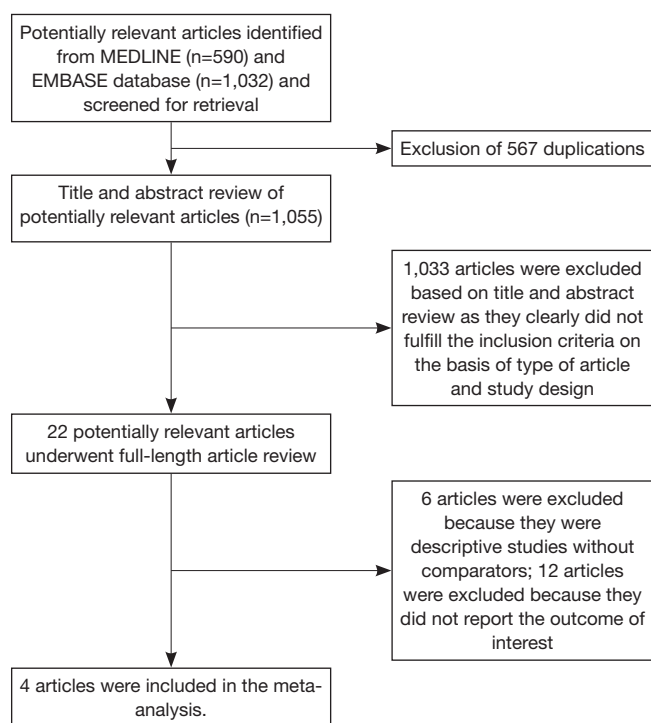 Potentially relevant articles identified
from MEDLINE (n=590) and
EMBASE database (n=1,032) and
screened for retrieval
Exclusion of 567 duplications
Title and abstract review of
potentially relevant articles (n=1,055)
1,033 articles were excluded
based on title and abstract
review as they clearly did not
fulfill the inclusion criteria on
the basis of type of article
and study design
22 potentially relevant articles
underwent full-length article review
6 articles were excluded
because they were
descriptive studies without
comparators; 12 articles
were excluded because they
did not report the outcome of
interest
4 articles were included in the meta-
analysis.